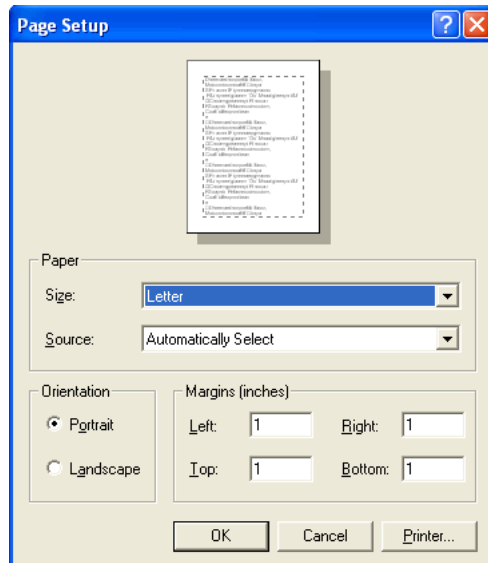 Page Setup
Paper
Size: Letter
Source: Automatically Select
Orientation
Portrait
Landscape
Margins (inches)
Left: 1 Right: 1
Top: 1 Bottom: 1
OK Cancel Printer...